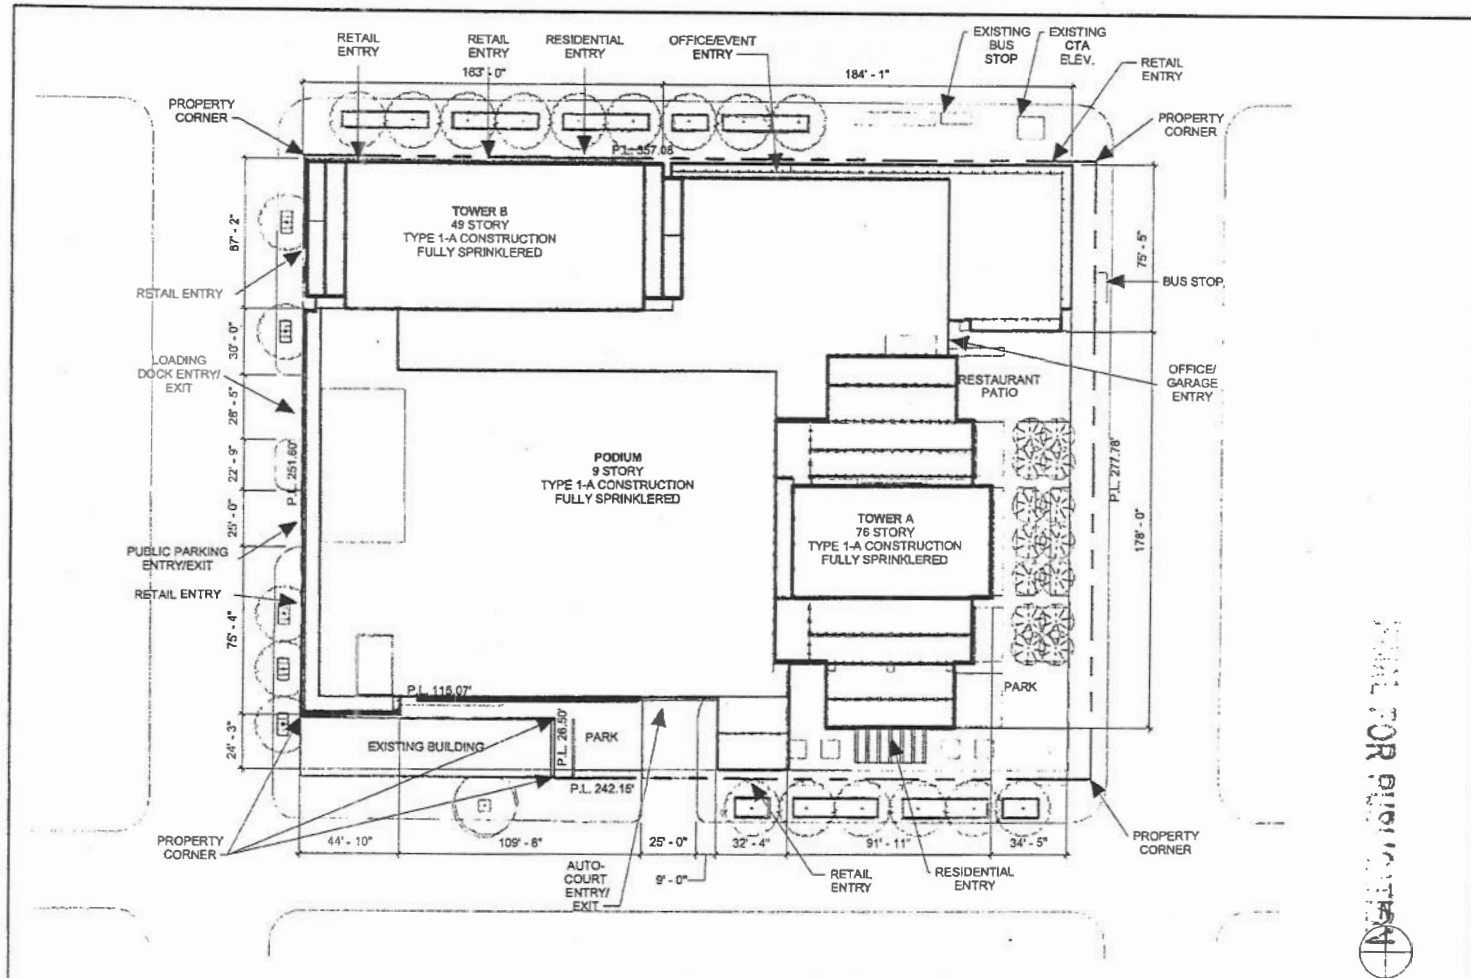 RETAIL
ENTRY
RETAIL
ENTRY
RESIDENTIAL
ENTRY
OFFICE/EVENT
ENTRY
EXISTING
BUS
STOP
EXISTING
CTA
ELEV.
RETAIL
ENTRY
183' - 0"
184' - 1"
PROPERTY
CORNER
PROPERTY
CORNER
P.L. 357.08
TOWER B
49 STORY
TYPE 1-A CONSTRUCTION
FULLY SPRINKLERED
67' - 2"
75' - 5"
RETAIL ENTRY
BUS STOP
30' - 0"
LOADING
DOCK ENTRY/
EXIT
OFFICE/
GARAGE
ENTRY
RESTAURANT
PATIO
28' - 5"
22' - 9"
P.L. 251.60'
25' - 0"
PODIUM
9 STORY
TYPE 1-A CONSTRUCTION
FULLY SPRINKLERED
P.L. 277.78'
178' - 0"
TOWER A
76 STORY
TYPE 1-A CONSTRUCTION
FULLY SPRINKLERED
PUBLIC PARKING
ENTRY/EXIT
RETAIL ENTRY
75' - 4"
P.L. 115.07'
PARK
24' - 3"
EXISTING BUILDING
P.L. 26.50'
PARK
P.L. 242.15'
PROPERTY
CORNER
44' - 10"
109' - 8"
25' - 0"
32' - 4"
91' - 11"
34' - 5"
PROPERTY
CORNER
AUTO-
COURT
ENTRY/
EXIT
9' - 0"
RETAIL
ENTRY
RESIDENTIAL
ENTRY
FOR